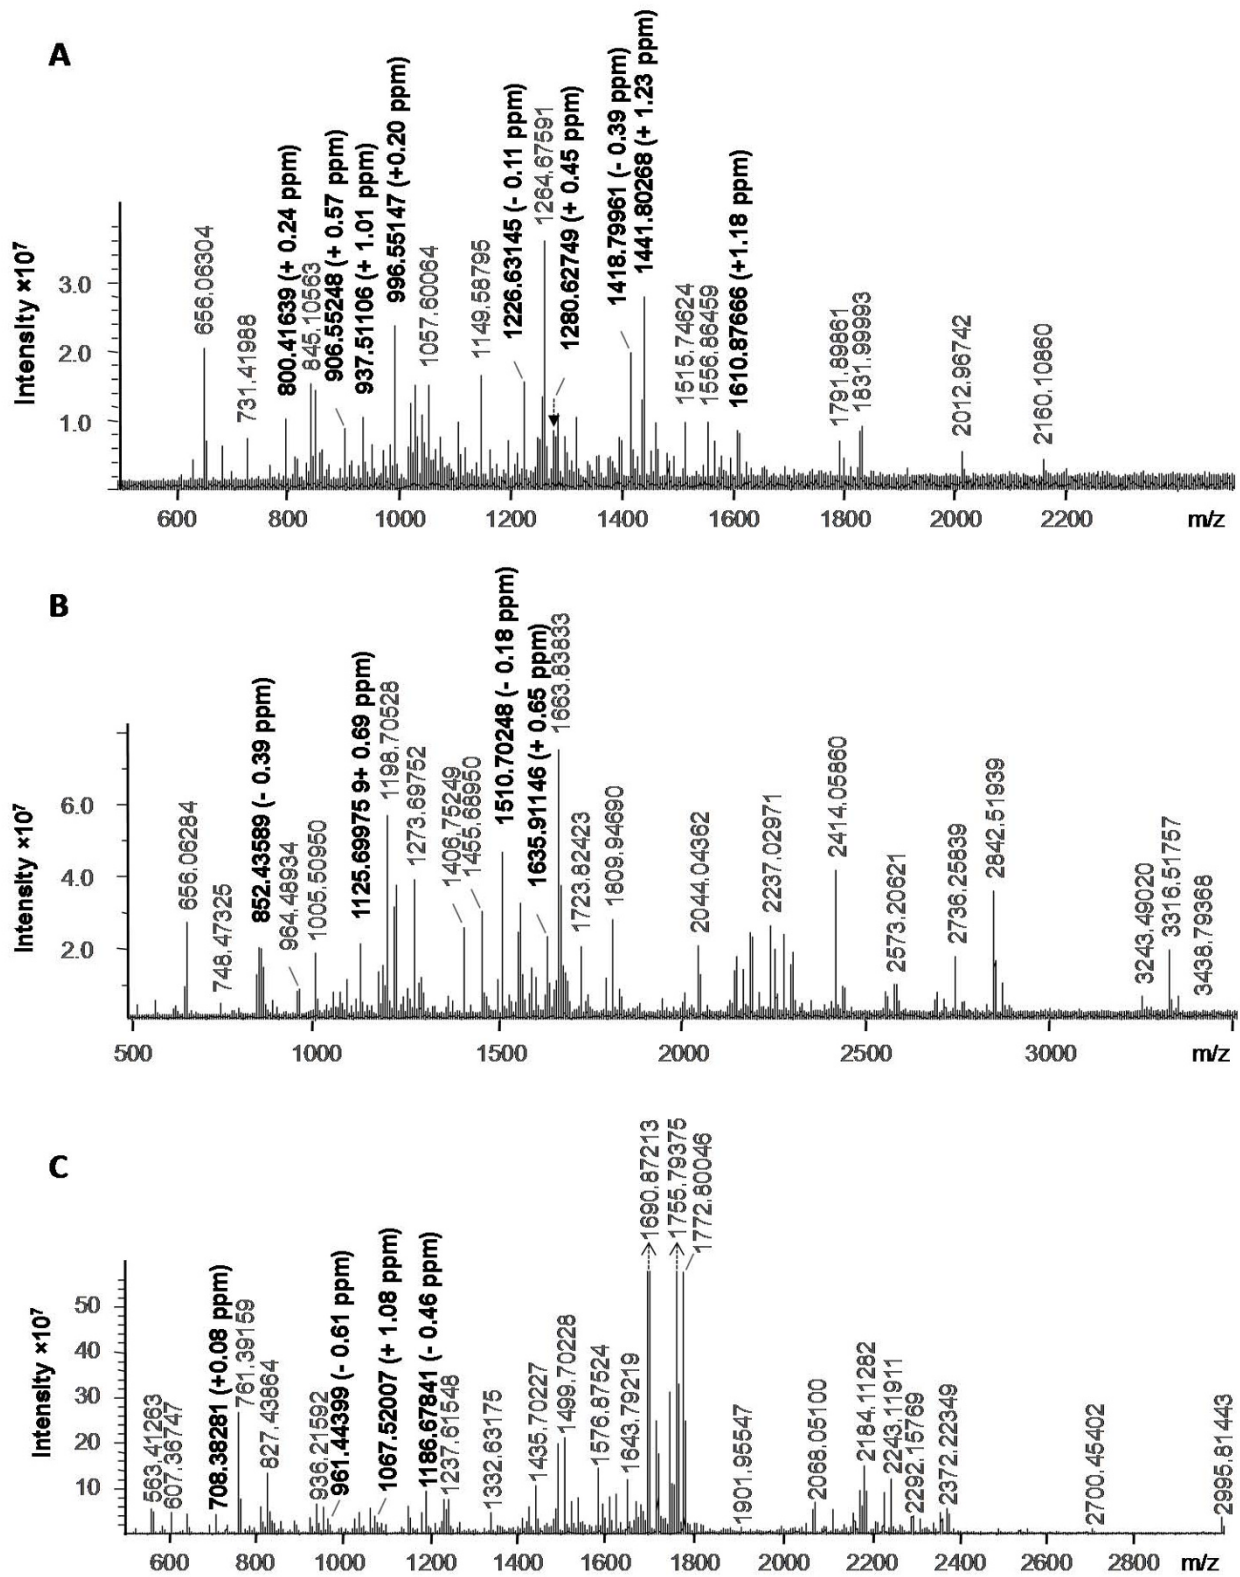 A
Intensity ×10⁷
3.0
2.0
1.0
656.06304
731.41988
800.41639 (+ 0.24 ppm)
845.10563
906.55248 (+ 0.57 ppm)
937.51106 (+ 1.01 ppm)
996.55147 (+0.20 ppm)
1057.60064
1149.58795
1226.63145 (- 0.11 ppm)
1264.67591
1280.62749 (+ 0.45 ppm)
1418.79961 (- 0.39 ppm)
1441.80268 (+ 1.23 ppm)
1515.74624
1556.86459
1610.87666 (+1.18 ppm)
1791.89861
1831.99993
2012.96742
2160.10860
600 800 1000 1200 1400 1600 1800 2000 2200 m/z
B
Intensity ×10⁷
6.0
4.0
2.0
656.06284
748.47325
852.43589 (- 0.39 ppm)
964.48934
1005.50950
1125.69975 9+ 0.69 ppm)
1198.70528
1273.69752
1406.75249
1455.68950
1510.70248 (- 0.18 ppm)
1635.91146 (+ 0.65 ppm)
1663.83833
1723.82423
1809.94690
2044.04362
2237.02971
2414.05860
2573.20621
2736.25839
2842.51939
3243.49020
3316.51757
3438.79368
500 1000 1500 2000 2500 3000 m/z
C
Intensity ×10⁷
50
40
30
20
10
563.41283
607.36747
708.38281 (+0.08 ppm)
761.39159
827.43864
936.21592
961.44399 (- 0.61 ppm)
1067.52007 (+ 1.08 ppm)
1186.67841 (- 0.46 ppm)
1237.61548
1332.63175
1435.70227
1499.70228
1576.87524
1643.79219
1690.87213
1755.79375
1772.80046
1901.95547
2068.05100
2184.11282
2243.11911
2292.15769
2372.22349
2700.45402
2995.81443
600 800 1000 1200 1400 1600 1800 2000 2200 2400 2600 2800 m/z